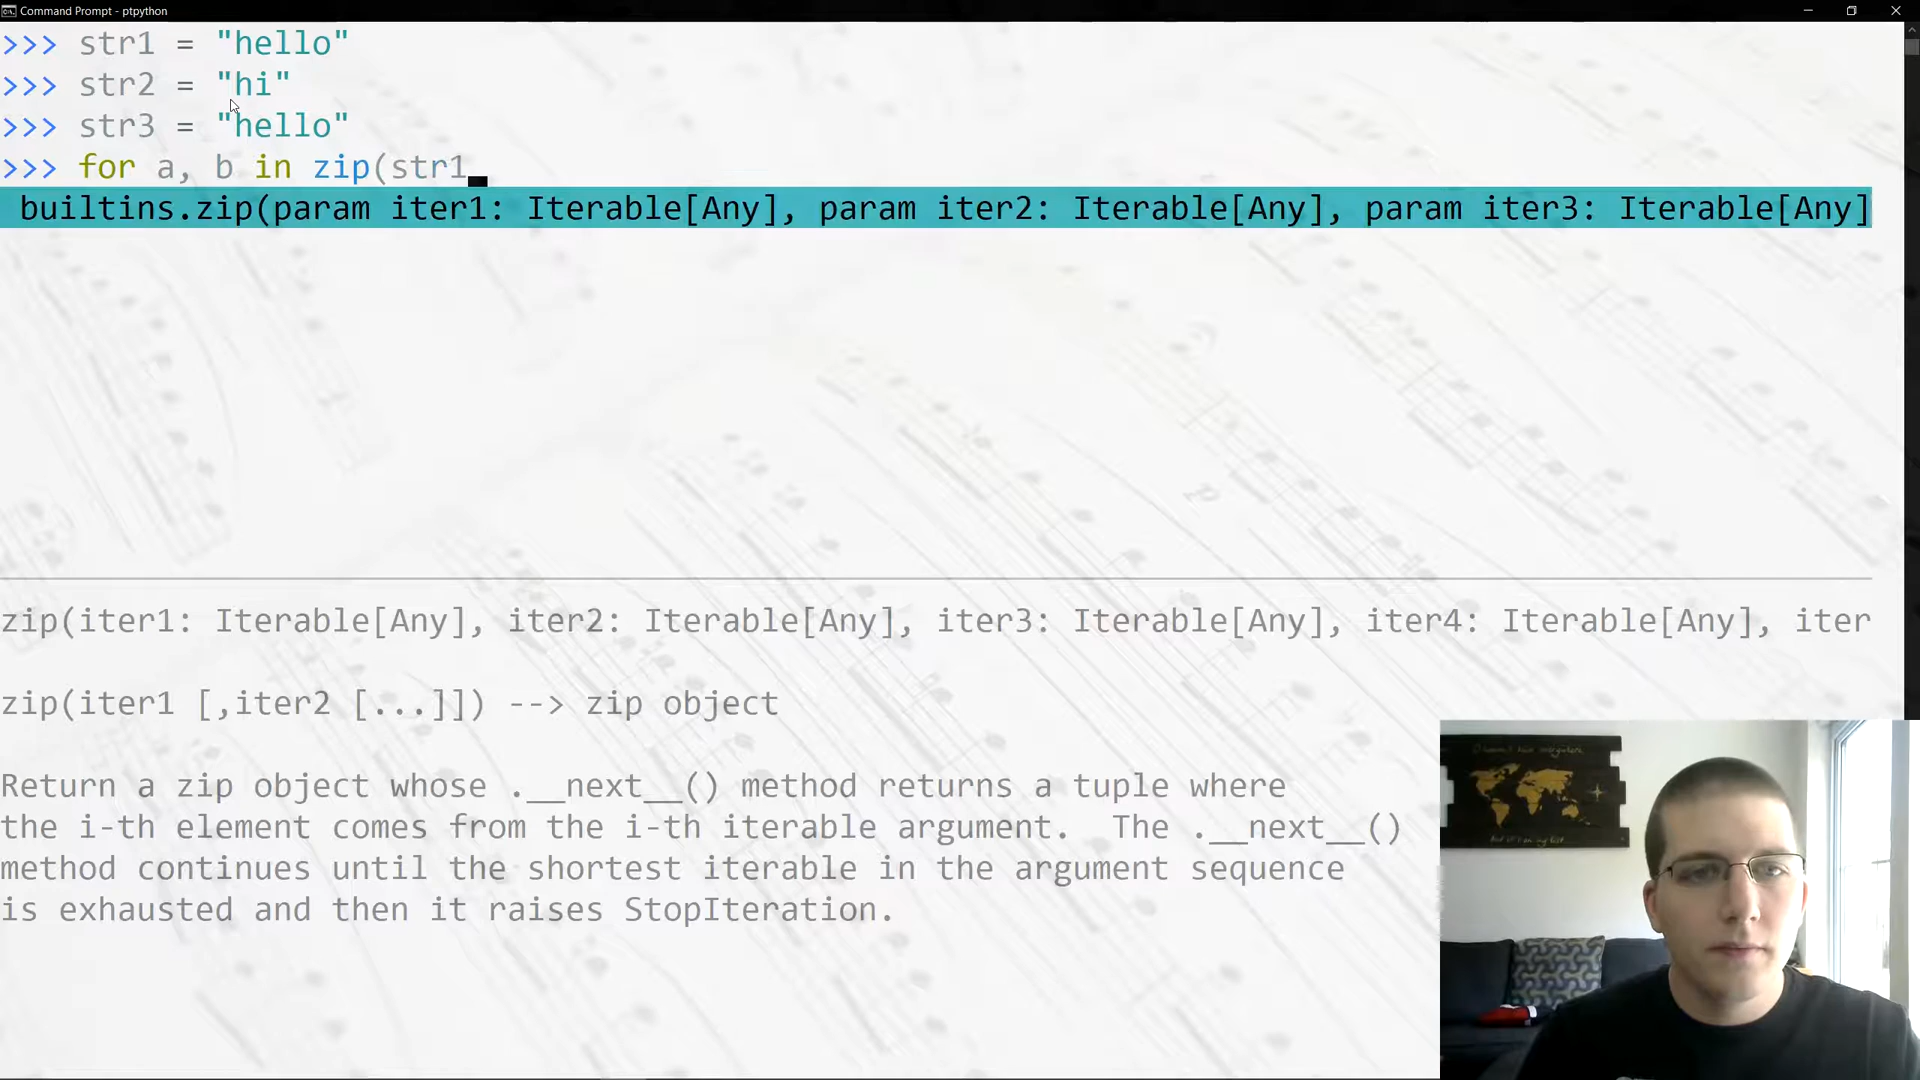 Command Prompt - ptpython
>>> str1 = "hello"
>>> str2 = "hi"
>>> str3 = "hello"
>>> for a, b in zip(str1
builtins.zip(param iter1: Iterable[Any], param iter2: Iterable[Any], param iter3: Iterable[Any]
zip(iter1: Iterable[Any], iter2: Iterable[Any], iter3: Iterable[Any], iter4: Iterable[Any], iter
zip(iter1 [,iter2 [...]]) --> zip object
Return a zip object whose .__next__() method returns a tuple where
the i-th element comes from the i-th iterable argument.  The .__next__()
method continues until the shortest iterable in the argument sequence
is exhausted and then it raises StopIteration.